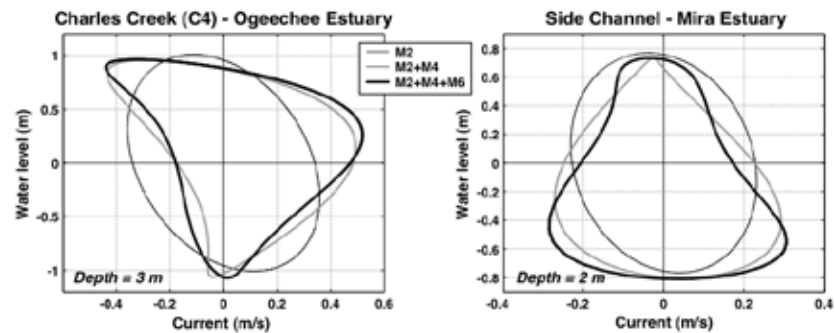 Charles Creek (C4) - Ogeechee Estuary
Water level (m)
1
0.5
0
-0.5
-1
Depth = 3 m
-0.4 -0.2 0 0.2 0.4 0.6
Current (m/s)
M2
M2+M4
M2+M4+M6
Side Channel - Mira Estuary
Water level (m)
0.8
0.6
0.4
0.2
0
-0.2
-0.4
-0.6
-0.8
Depth = 2 m
-0.4 -0.2 0 0.2 0.4
Current (m/s)